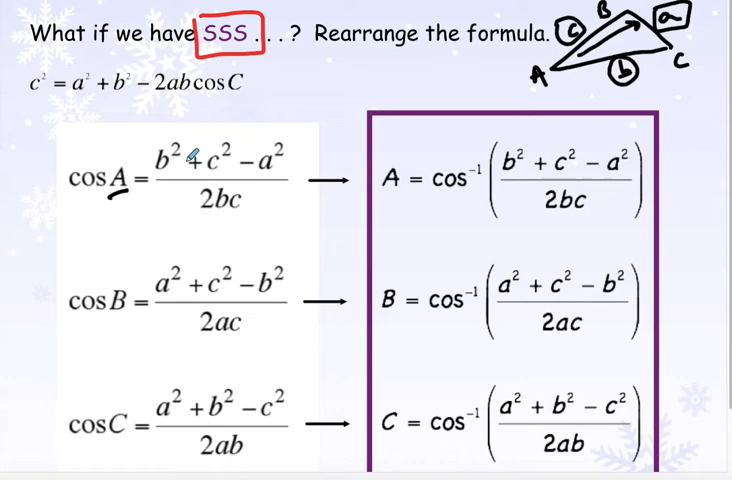 What if we have SSS . . . ? Rearrange the formula.
B
c
a
A
b
C
c² = a² + b² − 2ab cos C
cos A = (b² + c² − a²) / 2bc → A = cos⁻¹((b² + c² − a²) / 2bc)
cos B = (a² + c² − b²) / 2ac → B = cos⁻¹((a² + c² − b²) / 2ac)
cos C = (a² + b² − c²) / 2ab → C = cos⁻¹((a² + b² − c²) / 2ab)